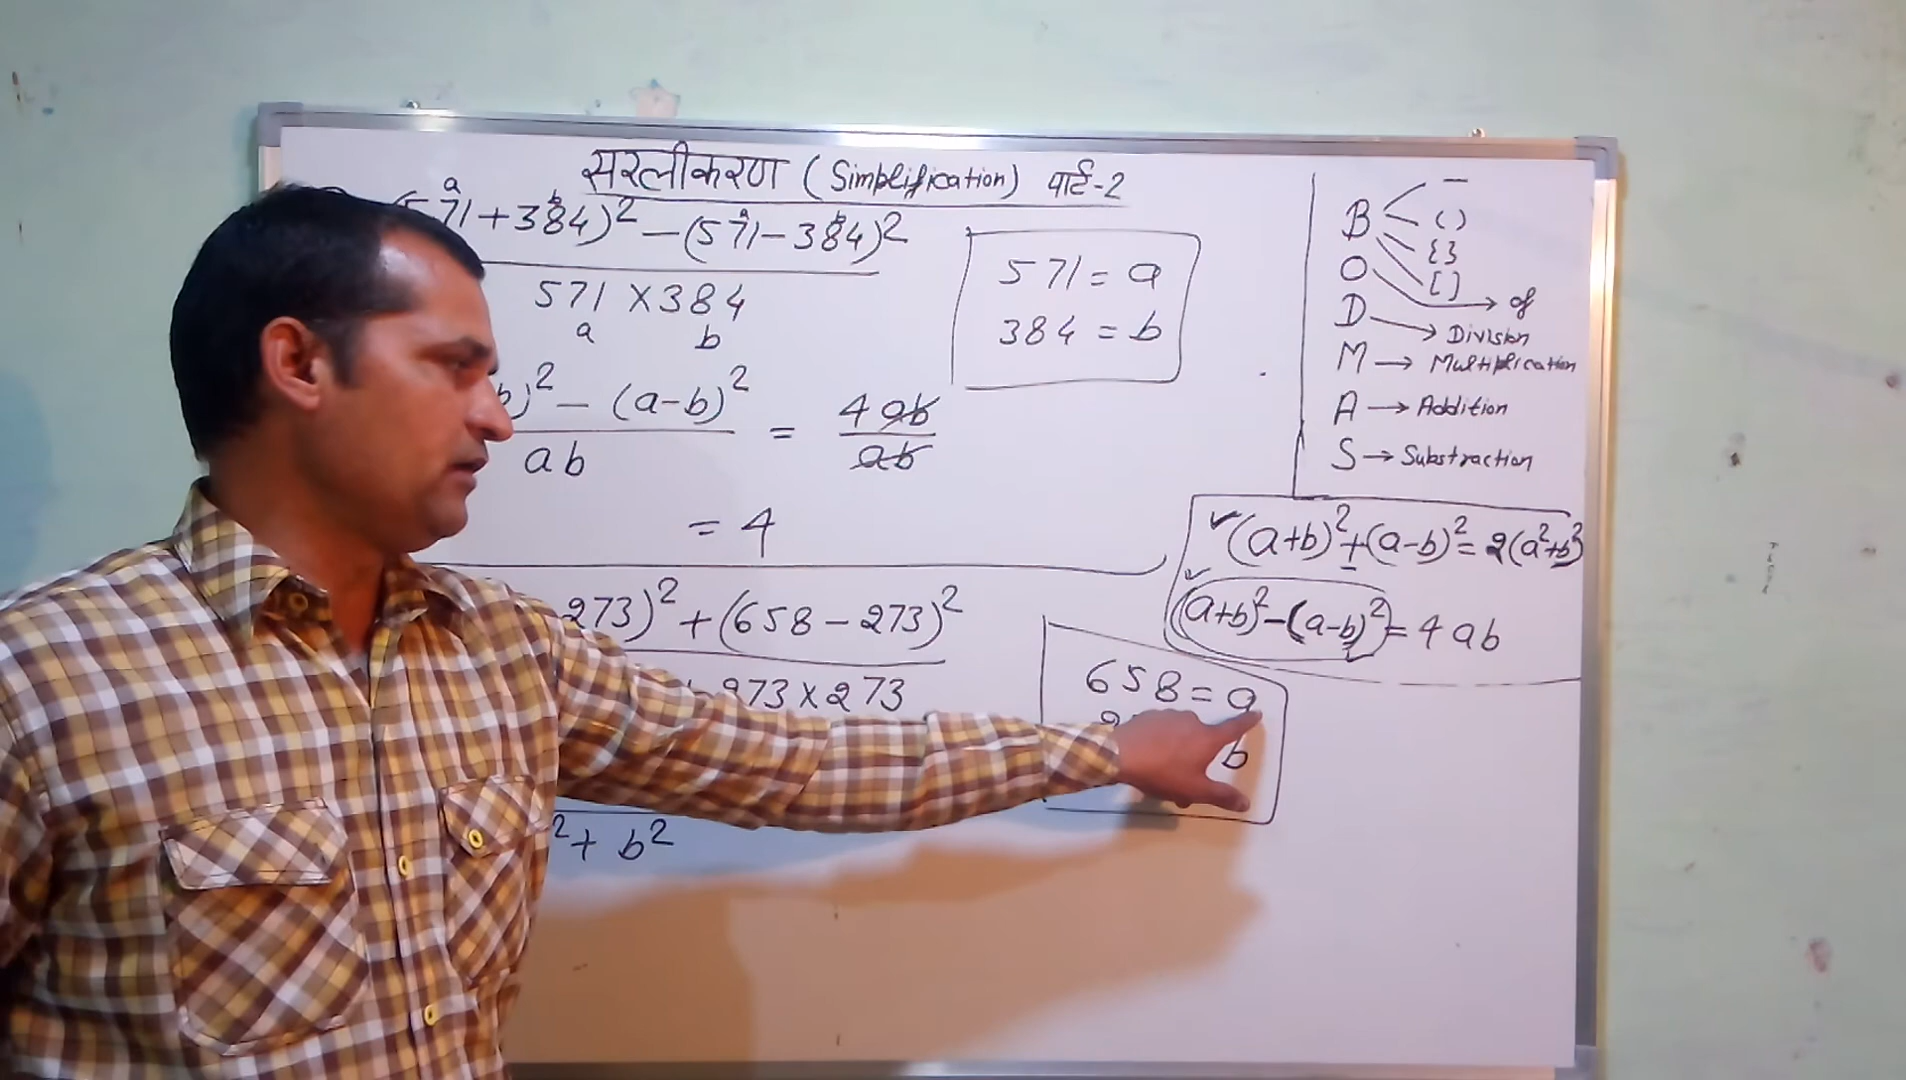 सरलीकरण (Simplification) पार्ट-2
a b a b
571+384)² – (571–384)²
571 × 384
a b
b)² – (a-b)² = 4ab
ab ab
= 4
273)² + (658 – 273)²
273 × 273
² + b²
571 = a
384 = b
658 = a
b
B — ( ) { } [ ]
O → of
D → Division
M → Multiplication
A → Addition
S → Substraction
✓(a+b)² + (a-b)² = 2(a²+b²)
✓(a+b)² – (a-b)² = 4ab